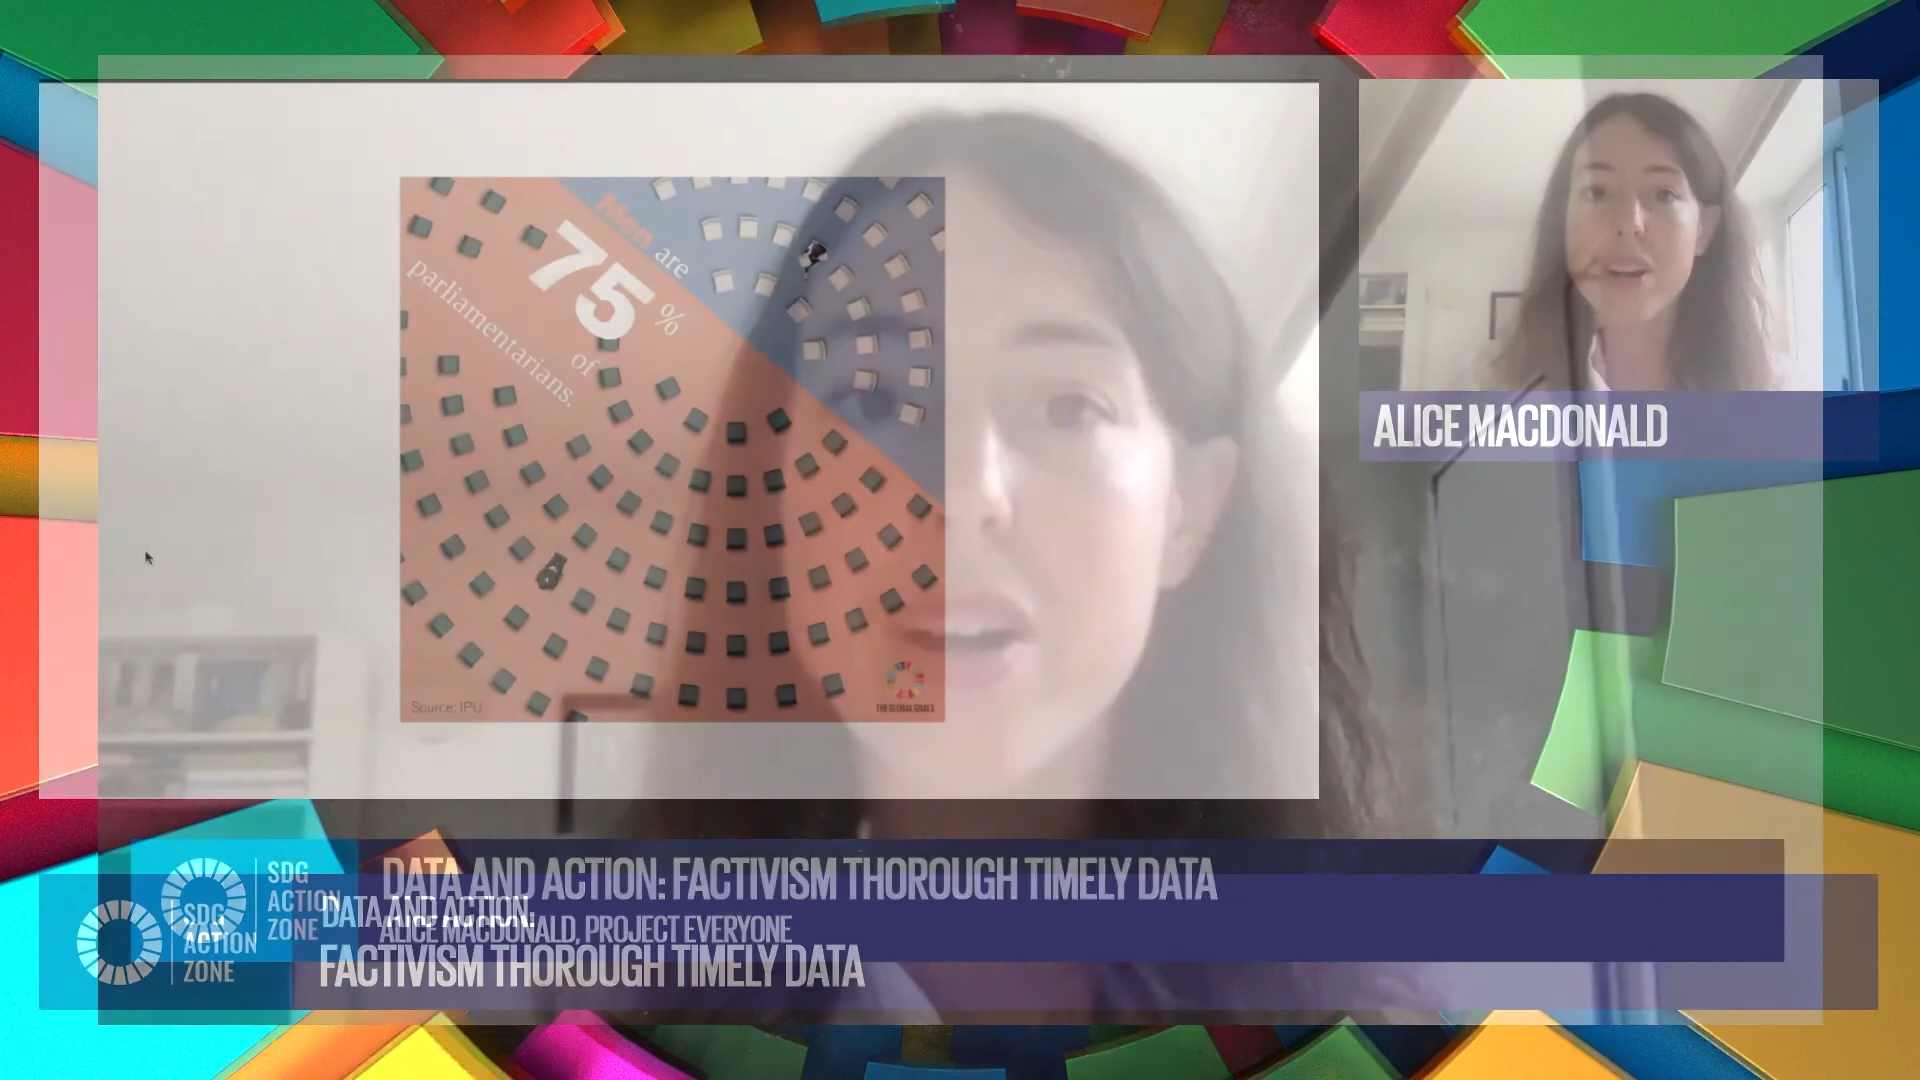 Men are
75%
of
parliamentarians.
Source: IPU
THE GLOBAL GOALS
ALICE MACDONALD
SDG
ACTION
ZONE
DATA AND ACTION: FACTIVISM THOROUGH TIMELY DATA
ALICE MACDONALD, PROJECT EVERYONE
SDG
ACTION
ZONE
DATA AND ACTION:
FACTIVISM THOROUGH TIMELY DATA